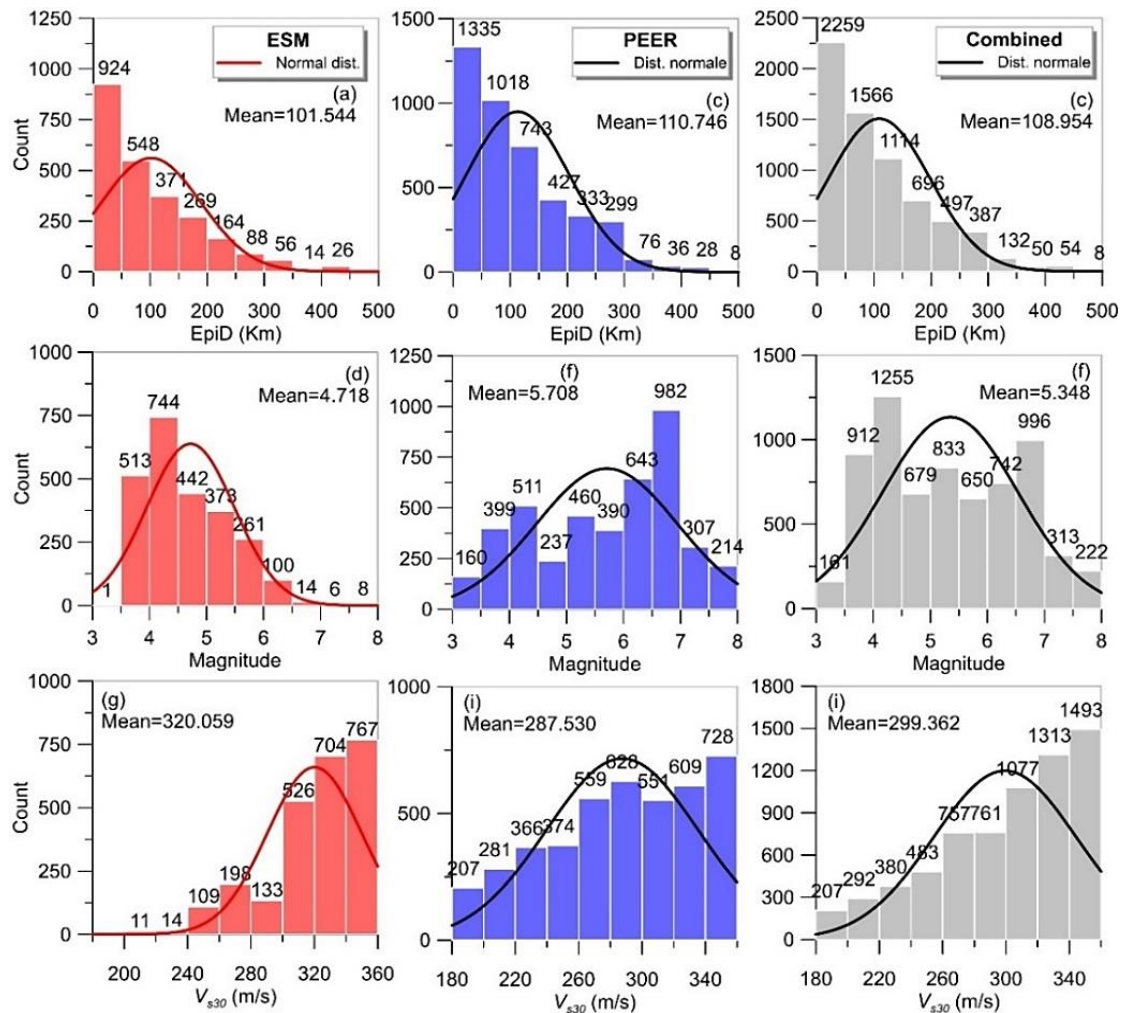 ESM
Normal dist.
(a)
Mean=101.544
924
548
371
269
164
88
56
14
26
1250
1000
750
500
250
0
Count
0 100 200 300 400 500
EpiD (Km)
PEER
Dist. normale
(c)
Mean=110.746
1335
1018
743
427
333
299
76
36
28
8
1500
1000
500
0
0 100 200 300 400 500
EpiD (Km)
Combined
Dist. normale
(c)
Mean=108.954
2259
1566
1114
696
497
387
132
50
54
8
2500
2000
1500
1000
500
0
0 100 200 300 400 500
EpiD (Km)
(d)
Mean=4.718
1
513
744
442
373
261
100
14
6
8
1000
750
500
250
0
Count
3 4 5 6 7 8
Magnitude
(f)
Mean=5.708
160
399
511
237
460
390
643
982
307
214
1250
1000
750
500
250
0
3 4 5 6 7 8
Magnitude
(f)
Mean=5.348
161
912
1255
679
833
650
742
996
313
222
1500
1000
500
0
3 4 5 6 7 8
Magnitude
(g)
Mean=320.059
11
14
109
198
133
526
704
767
1000
750
500
250
0
Count
200 240 280 320 360
Vs30 (m/s)
(i)
Mean=287.530
207
281
366
374
559
628
551
609
728
1000
500
0
180 220 260 300 340
Vs30 (m/s)
(i)
Mean=299.362
207
292
380
483
757
761
1077
1313
1493
1800
1500
1200
900
600
300
0
180 220 260 300 340
Vs30 (m/s)